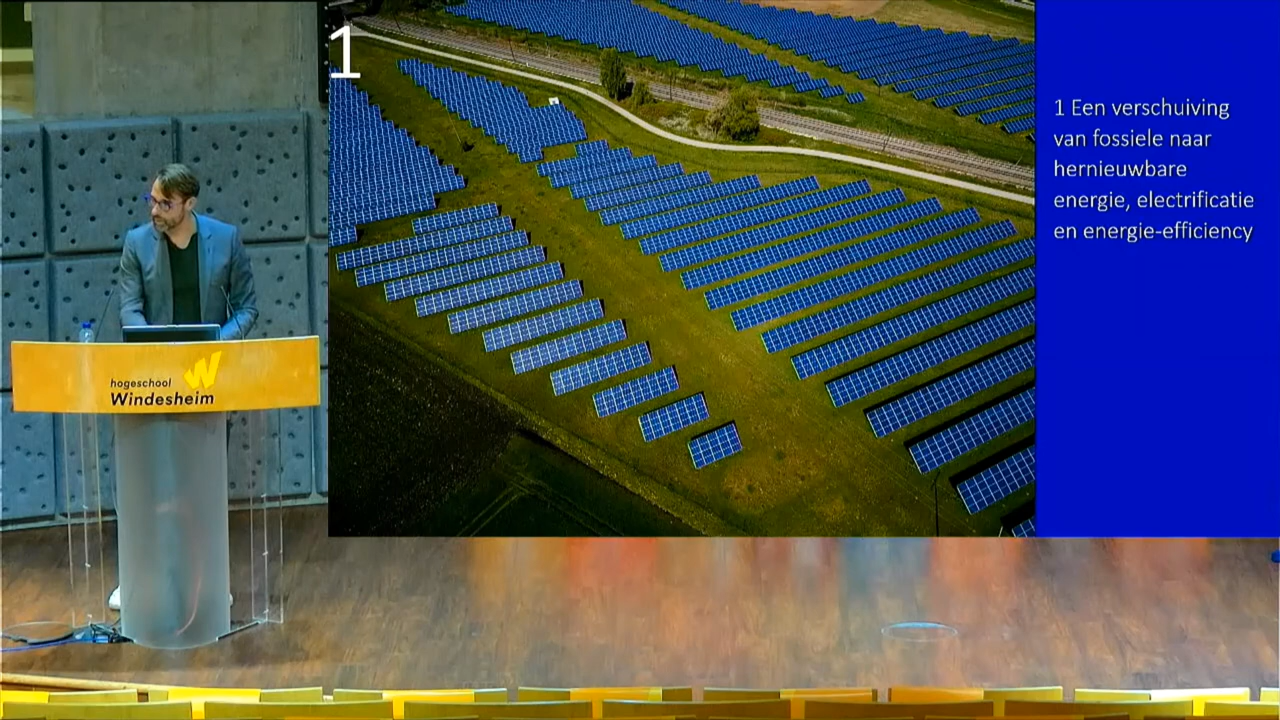 1
1 Een verschuiving
van fossiele naar
hernieuwbare
energie, electrificatie
en energie-efficiency
hogeschool
Windesheim